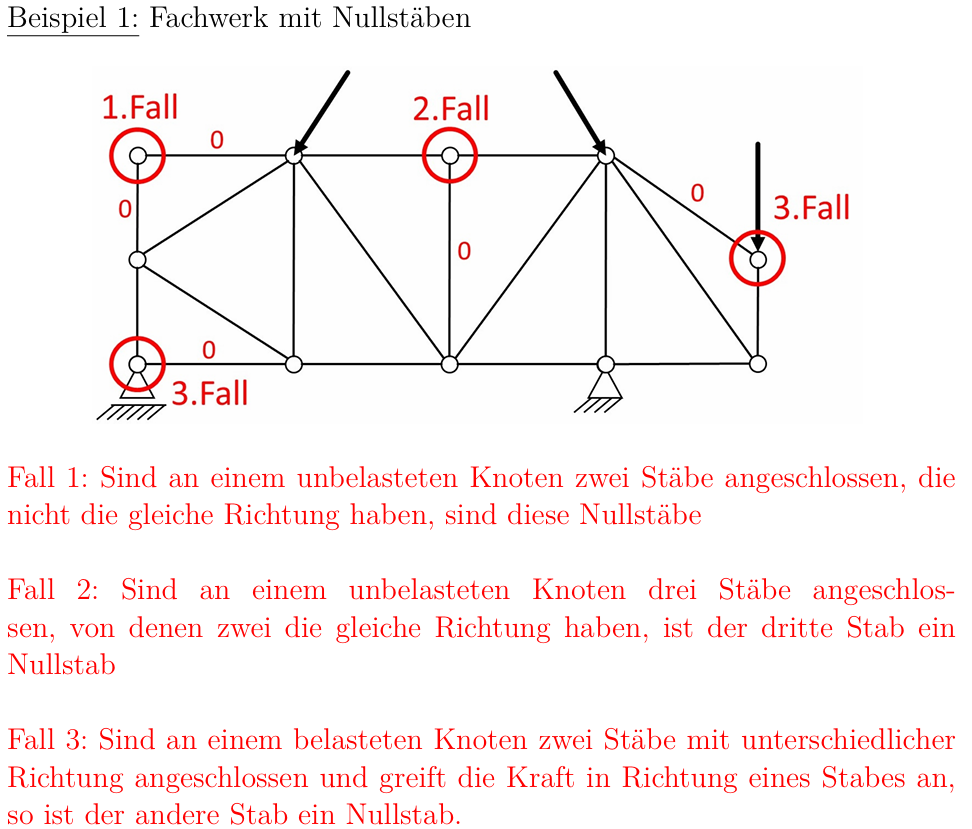 Beispiel 1: Fachwerk mit Nullstäben
1.Fall
2.Fall
0
0
0
0
3.Fall
0
3.Fall
Fall 1: Sind an einem unbelasteten Knoten zwei Stäbe angeschlossen, die
nicht die gleiche Richtung haben, sind diese Nullstäbe
Fall 2: Sind an einem unbelasteten Knoten drei Stäbe angeschlos-
sen, von denen zwei die gleiche Richtung haben, ist der dritte Stab ein
Nullstab
Fall 3: Sind an einem belasteten Knoten zwei Stäbe mit unterschiedlicher
Richtung angeschlossen und greift die Kraft in Richtung eines Stabes an,
so ist der andere Stab ein Nullstab.